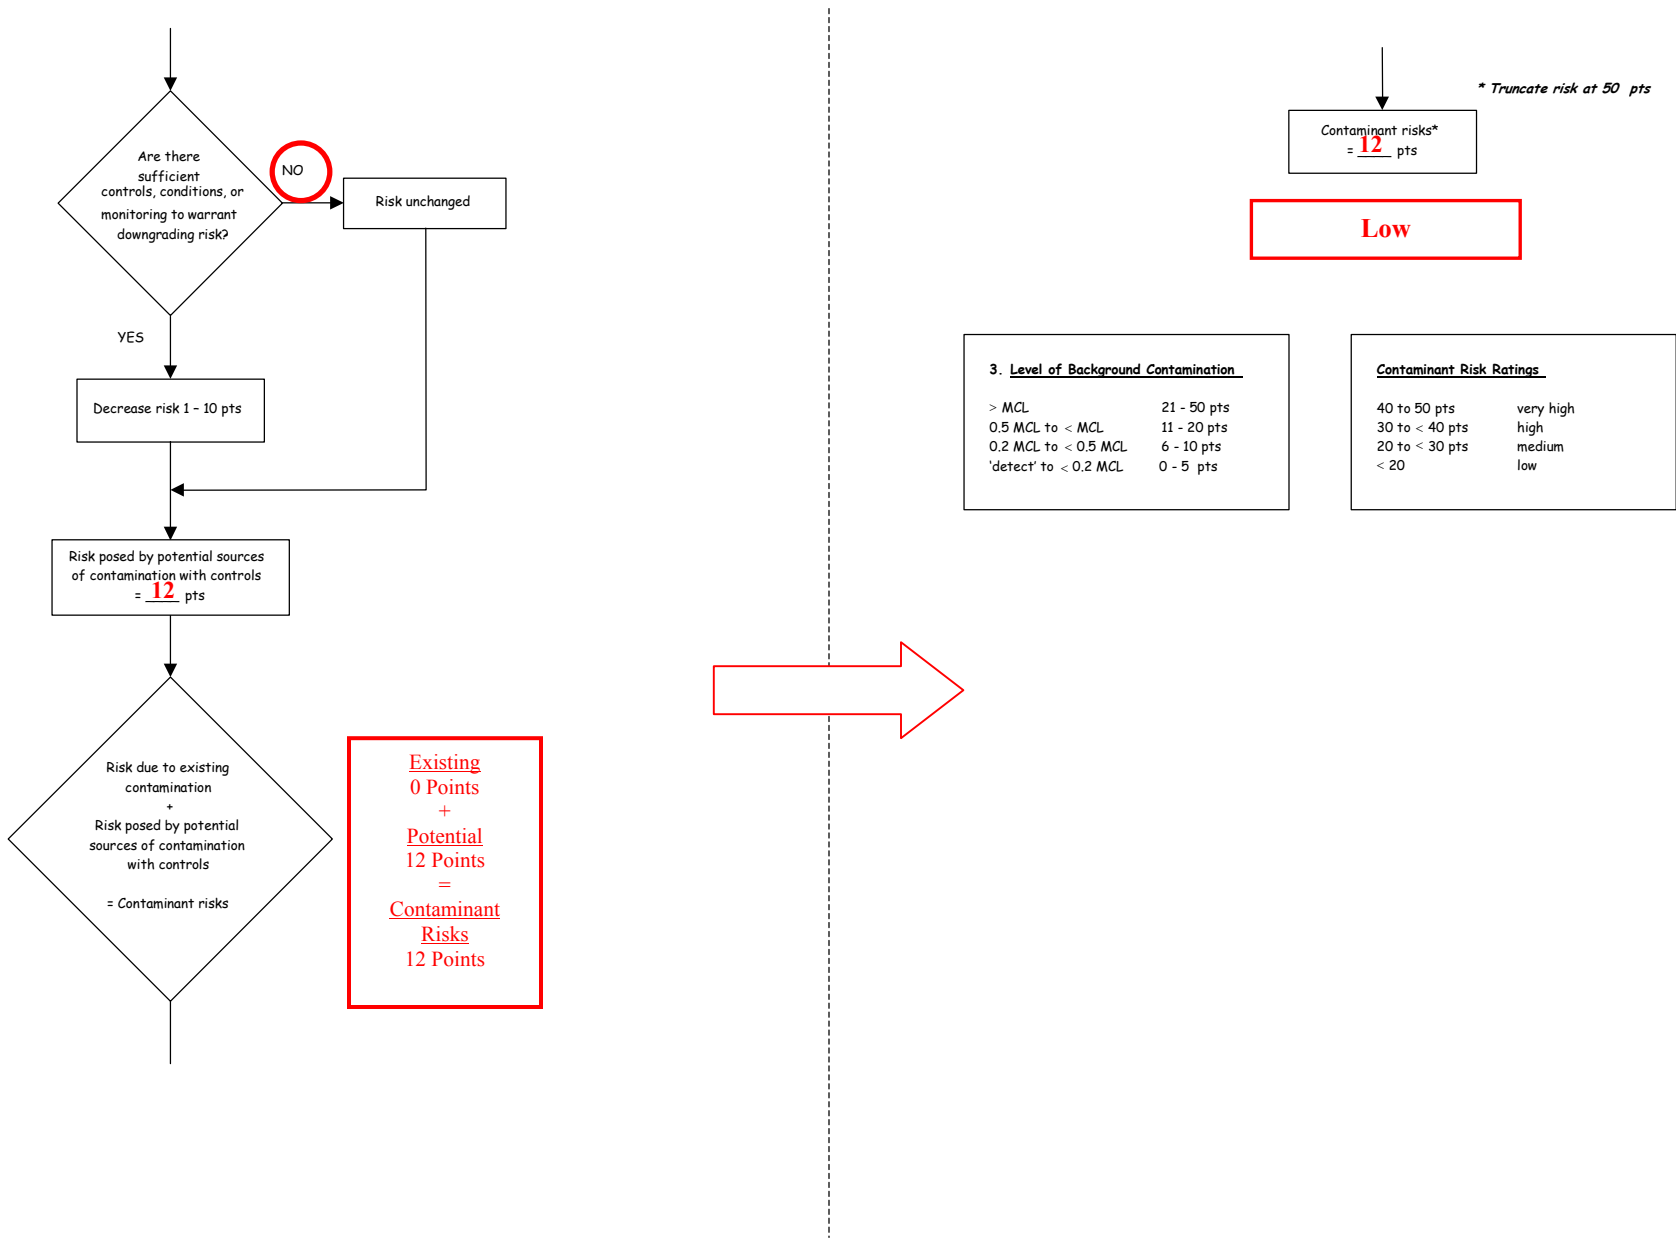 Are there
sufficient
controls, conditions, or
monitoring to warrant
downgrading risk?
NO
Risk unchanged
YES
Decrease risk 1 – 10 pts
Risk posed by potential sources
of contamination with controls
= 12 pts
Risk due to existing
contamination
+
Risk posed by potential
sources of contamination
with controls
= Contaminant risks
Existing
0 Points
+
Potential
12 Points
=
Contaminant
Risks
12 Points
* Truncate risk at 50 pts
Contaminant risks*
= 12 pts
Low
3. Level of Background Contamination
> MCL 21 - 50 pts
0.5 MCL to < MCL 11 - 20 pts
0.2 MCL to < 0.5 MCL 6 - 10 pts
‘detect’ to < 0.2 MCL 0 - 5 pts
Contaminant Risk Ratings
40 to 50 pts very high
30 to < 40 pts high
20 to < 30 pts medium
< 20 low